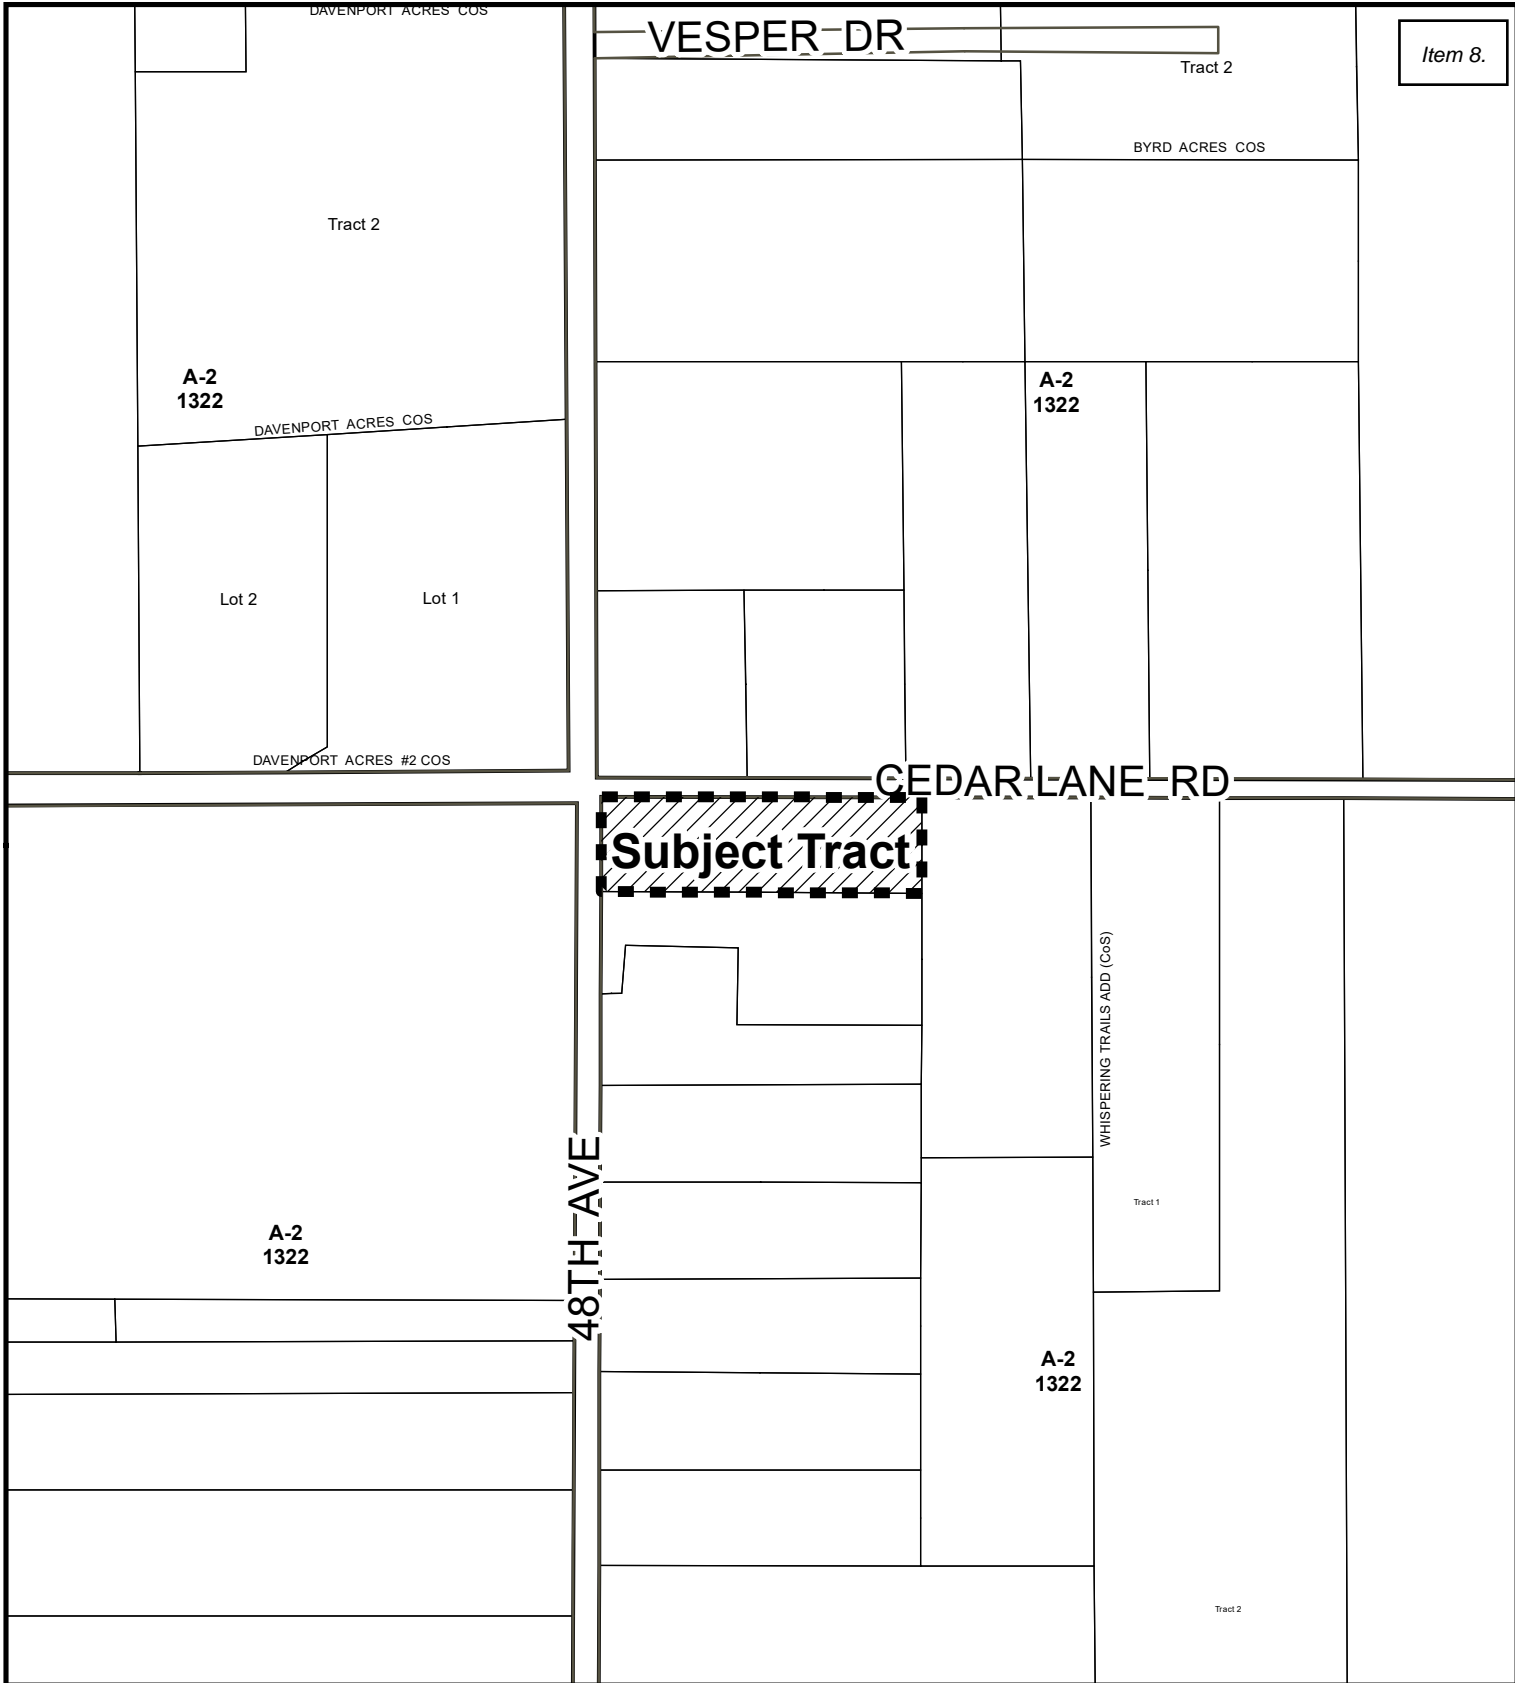 DAVENPORT ACRES COS
VESPER DR
Item 8.
Tract 2
BYRD ACRES COS
Tract 2
A-2
1322
A-2
1322
DAVENPORT ACRES COS
Lot 2
Lot 1
DAVENPORT ACRES #2 COS
CEDAR LANE RD
Subject Tract
WHISPERING TRAILS ADD (CoS)
48TH AVE
Tract 1
A-2
1322
A-2
1322
Tract 2